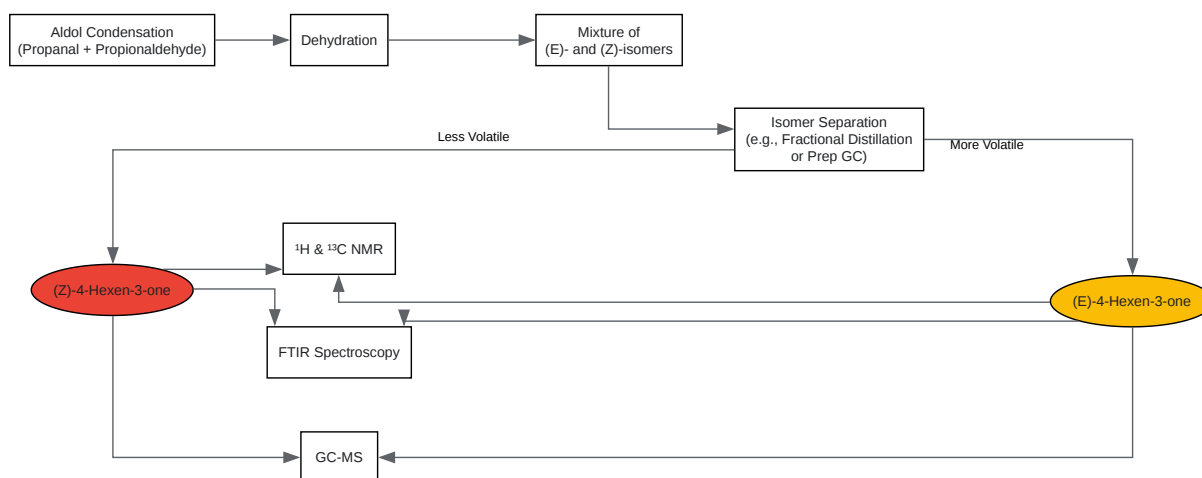 Aldol Condensation
(Propanal + Propionaldehyde)
Dehydration
Mixture of
(E)- and (Z)-isomers
Isomer Separation
(e.g., Fractional Distillation
or Prep GC)
Less Volatile
More Volatile
¹H & ¹³C NMR
(Z)-4-Hexen-3-one
(E)-4-Hexen-3-one
FTIR Spectroscopy
GC-MS